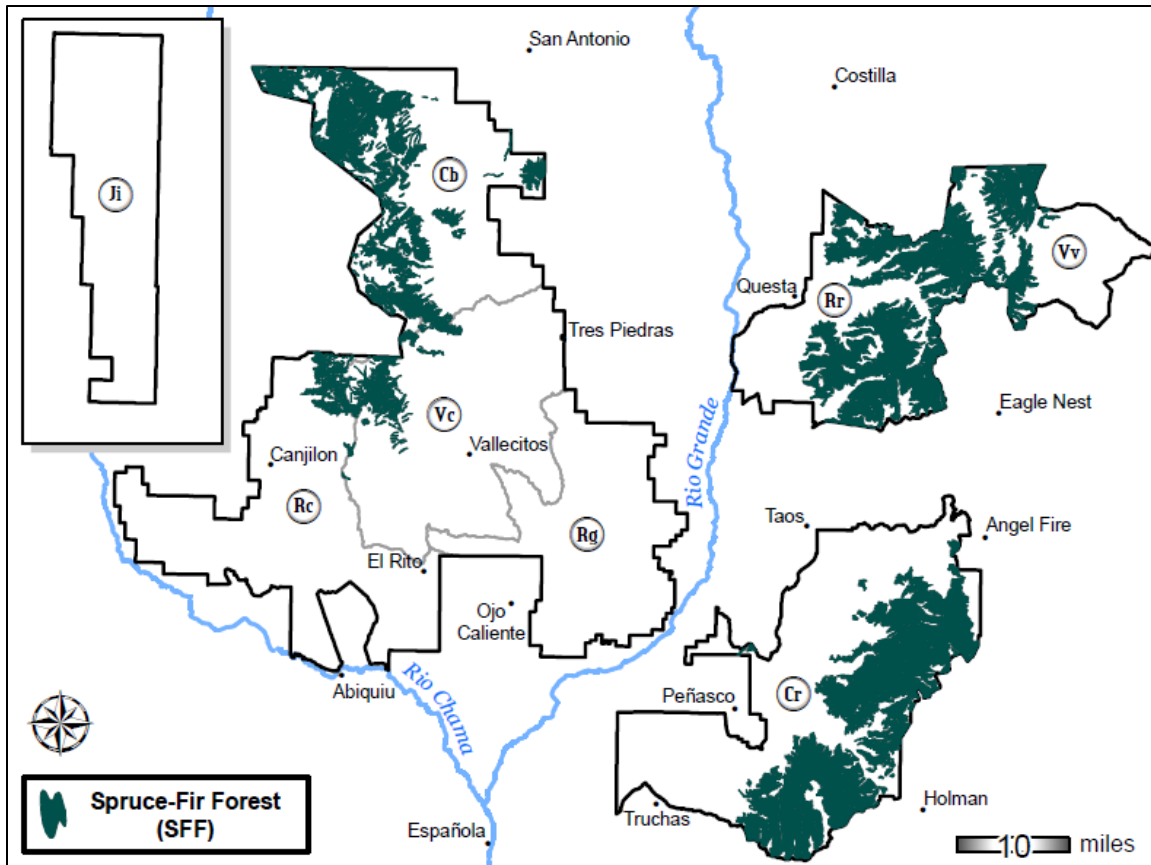 San Antonio
Costilla
Ji
Cb
Vv
Questa
Rr
Tres Piedras
Eagle Nest
Vc
Vallecitos
Canjilon
Rio Grande
Rc
Rg
Taos
Angel Fire
El Rito
Ojo
Caliente
Abiquiu
Rio Chama
Peñasco
Cr
Spruce-Fir Forest
(SFF)
Truchas
Holman
Española
10 miles